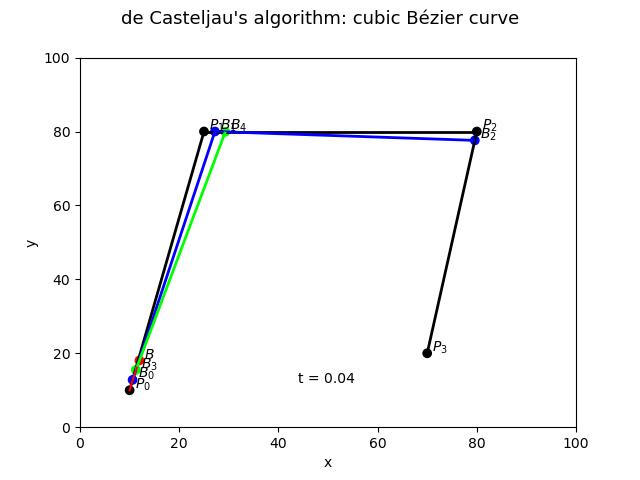 de Casteljau's algorithm: cubic Bézier curve
100
80
60
40
20
0
y
P₂
B₂
B₄
B
B₃
B₀
P₀
P₃
t = 0.04
0
20
40
60
80
100
x